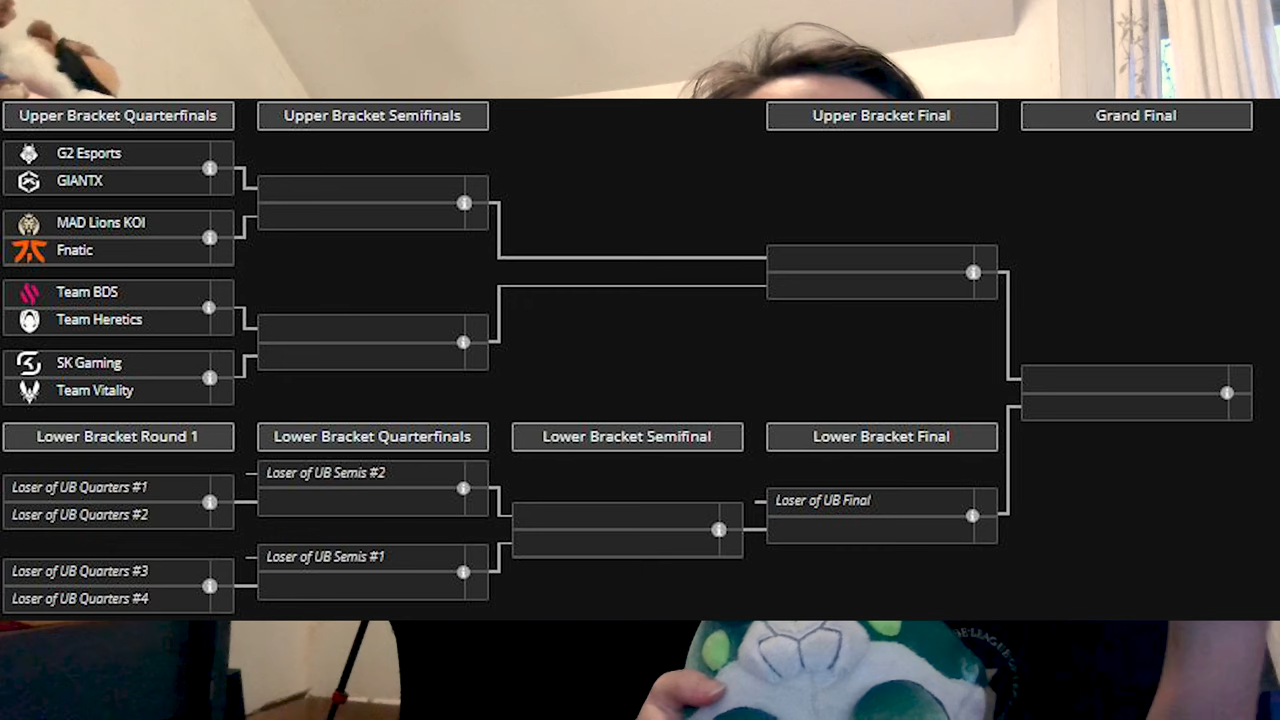 Upper Bracket Quarterfinals
Upper Bracket Semifinals
Upper Bracket Final
Grand Final
G2 Esports
GIANTX
MAD Lions KOI
Fnatic
Team BDS
Team Heretics
SK Gaming
Team Vitality
Lower Bracket Round 1
Lower Bracket Quarterfinals
Lower Bracket Semifinal
Lower Bracket Final
Loser of UB Quarters #1
Loser of UB Quarters #2
Loser of UB Quarters #3
Loser of UB Quarters #4
Loser of UB Semis #2
Loser of UB Semis #1
Loser of UB Final